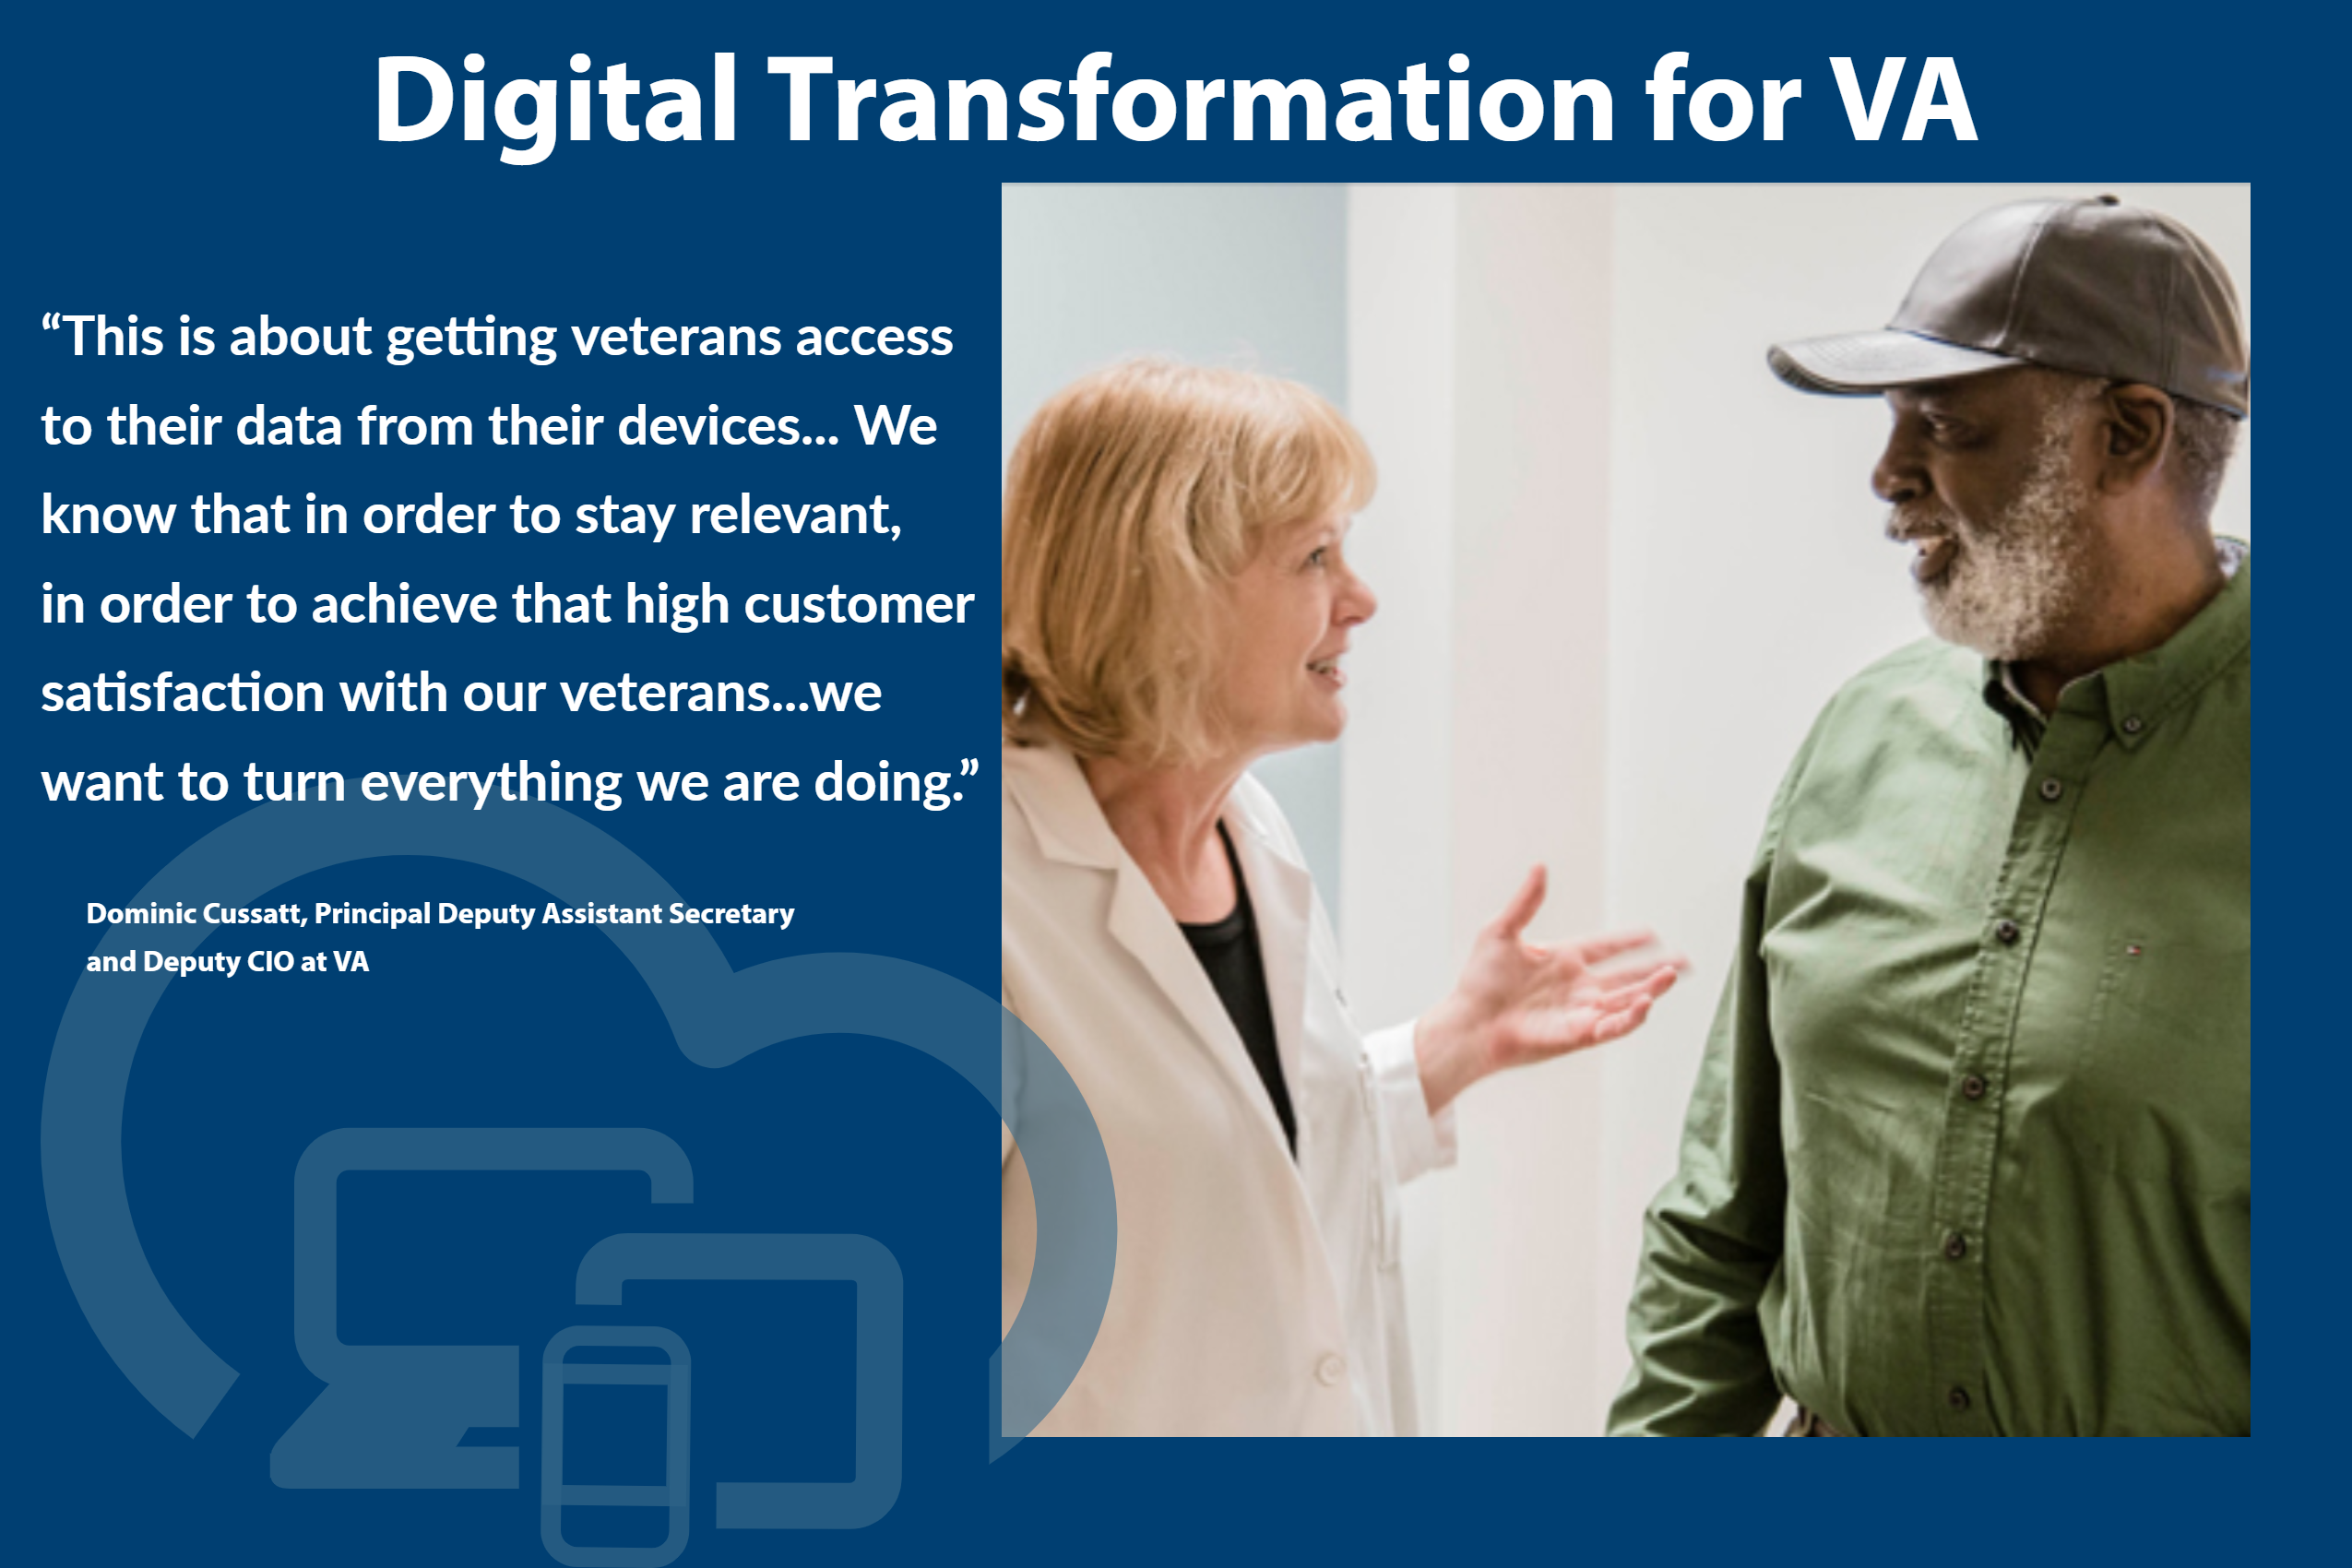 Digital Transformation for VA
“This is about getting veterans access
to their data from their devices... We
know that in order to stay relevant,
in order to achieve that high customer
satisfaction with our veterans...we
want to turn everything we are doing.”
Dominic Cussatt, Principal Deputy Assistant Secretary
and Deputy CIO at VA